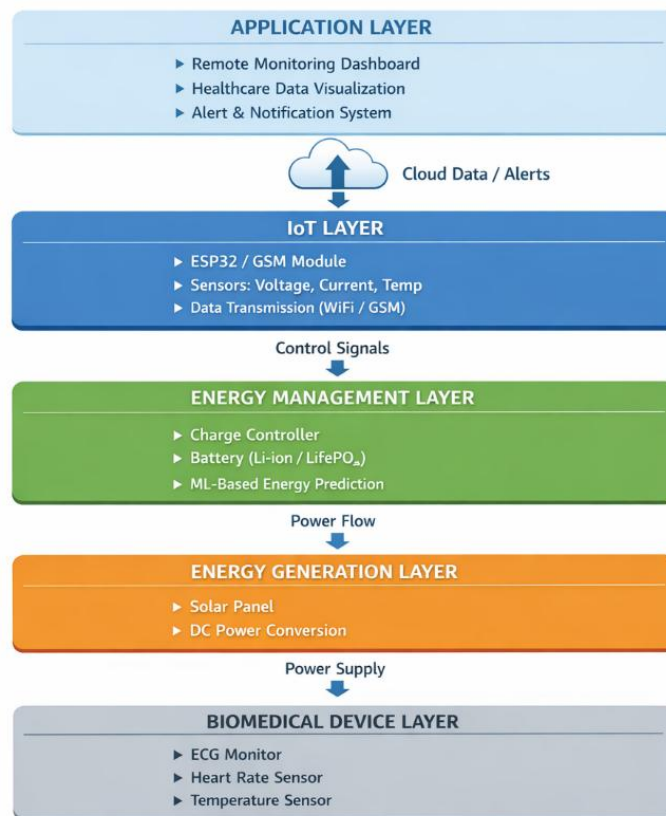 APPLICATION LAYER
▸ Remote Monitoring Dashboard
▸ Healthcare Data Visualization
▸ Alert & Notification System
Cloud Data / Alerts
IoT LAYER
▸ ESP32 / GSM Module
▸ Sensors: Voltage, Current, Temp
▸ Data Transmission (WiFi / GSM)
Control Signals
ENERGY MANAGEMENT LAYER
▸ Charge Controller
▸ Battery (Li-ion / LifePO₄)
▸ ML-Based Energy Prediction
Power Flow
ENERGY GENERATION LAYER
▸ Solar Panel
▸ DC Power Conversion
Power Supply
BIOMEDICAL DEVICE LAYER
▸ ECG Monitor
▸ Heart Rate Sensor
▸ Temperature Sensor